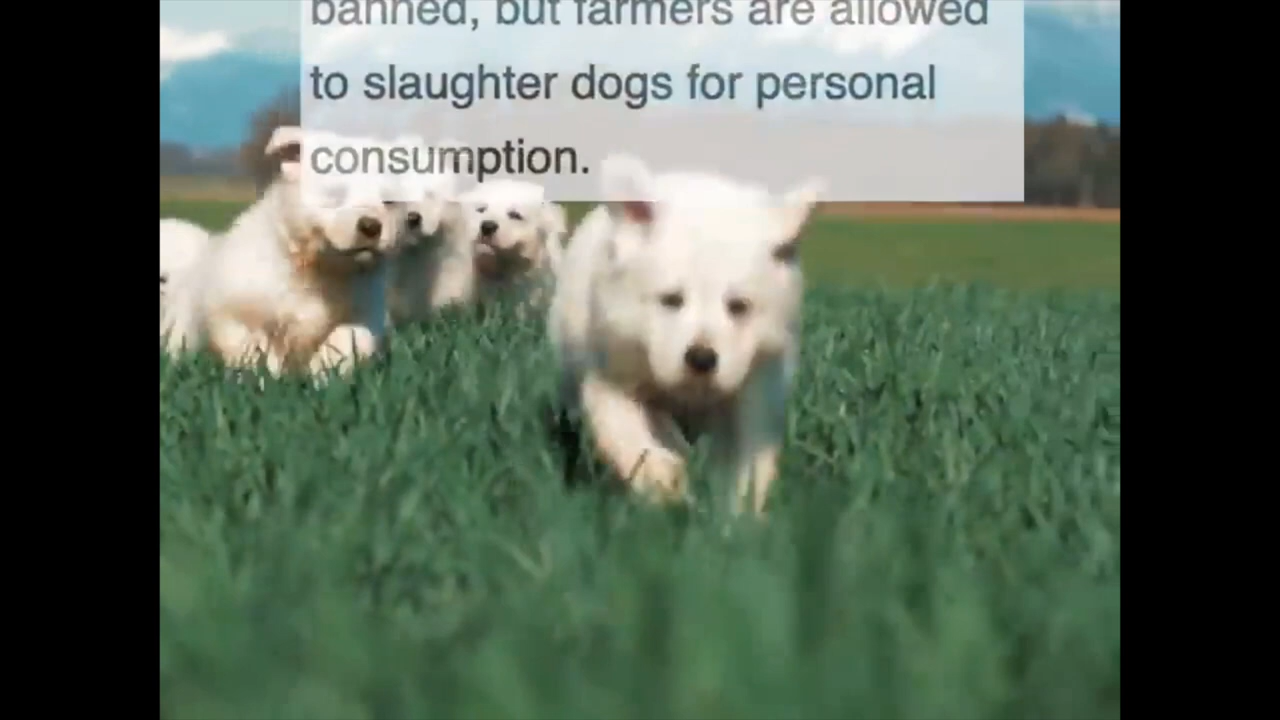 banned, but farmers are allowed
to slaughter dogs for personal
consumption.